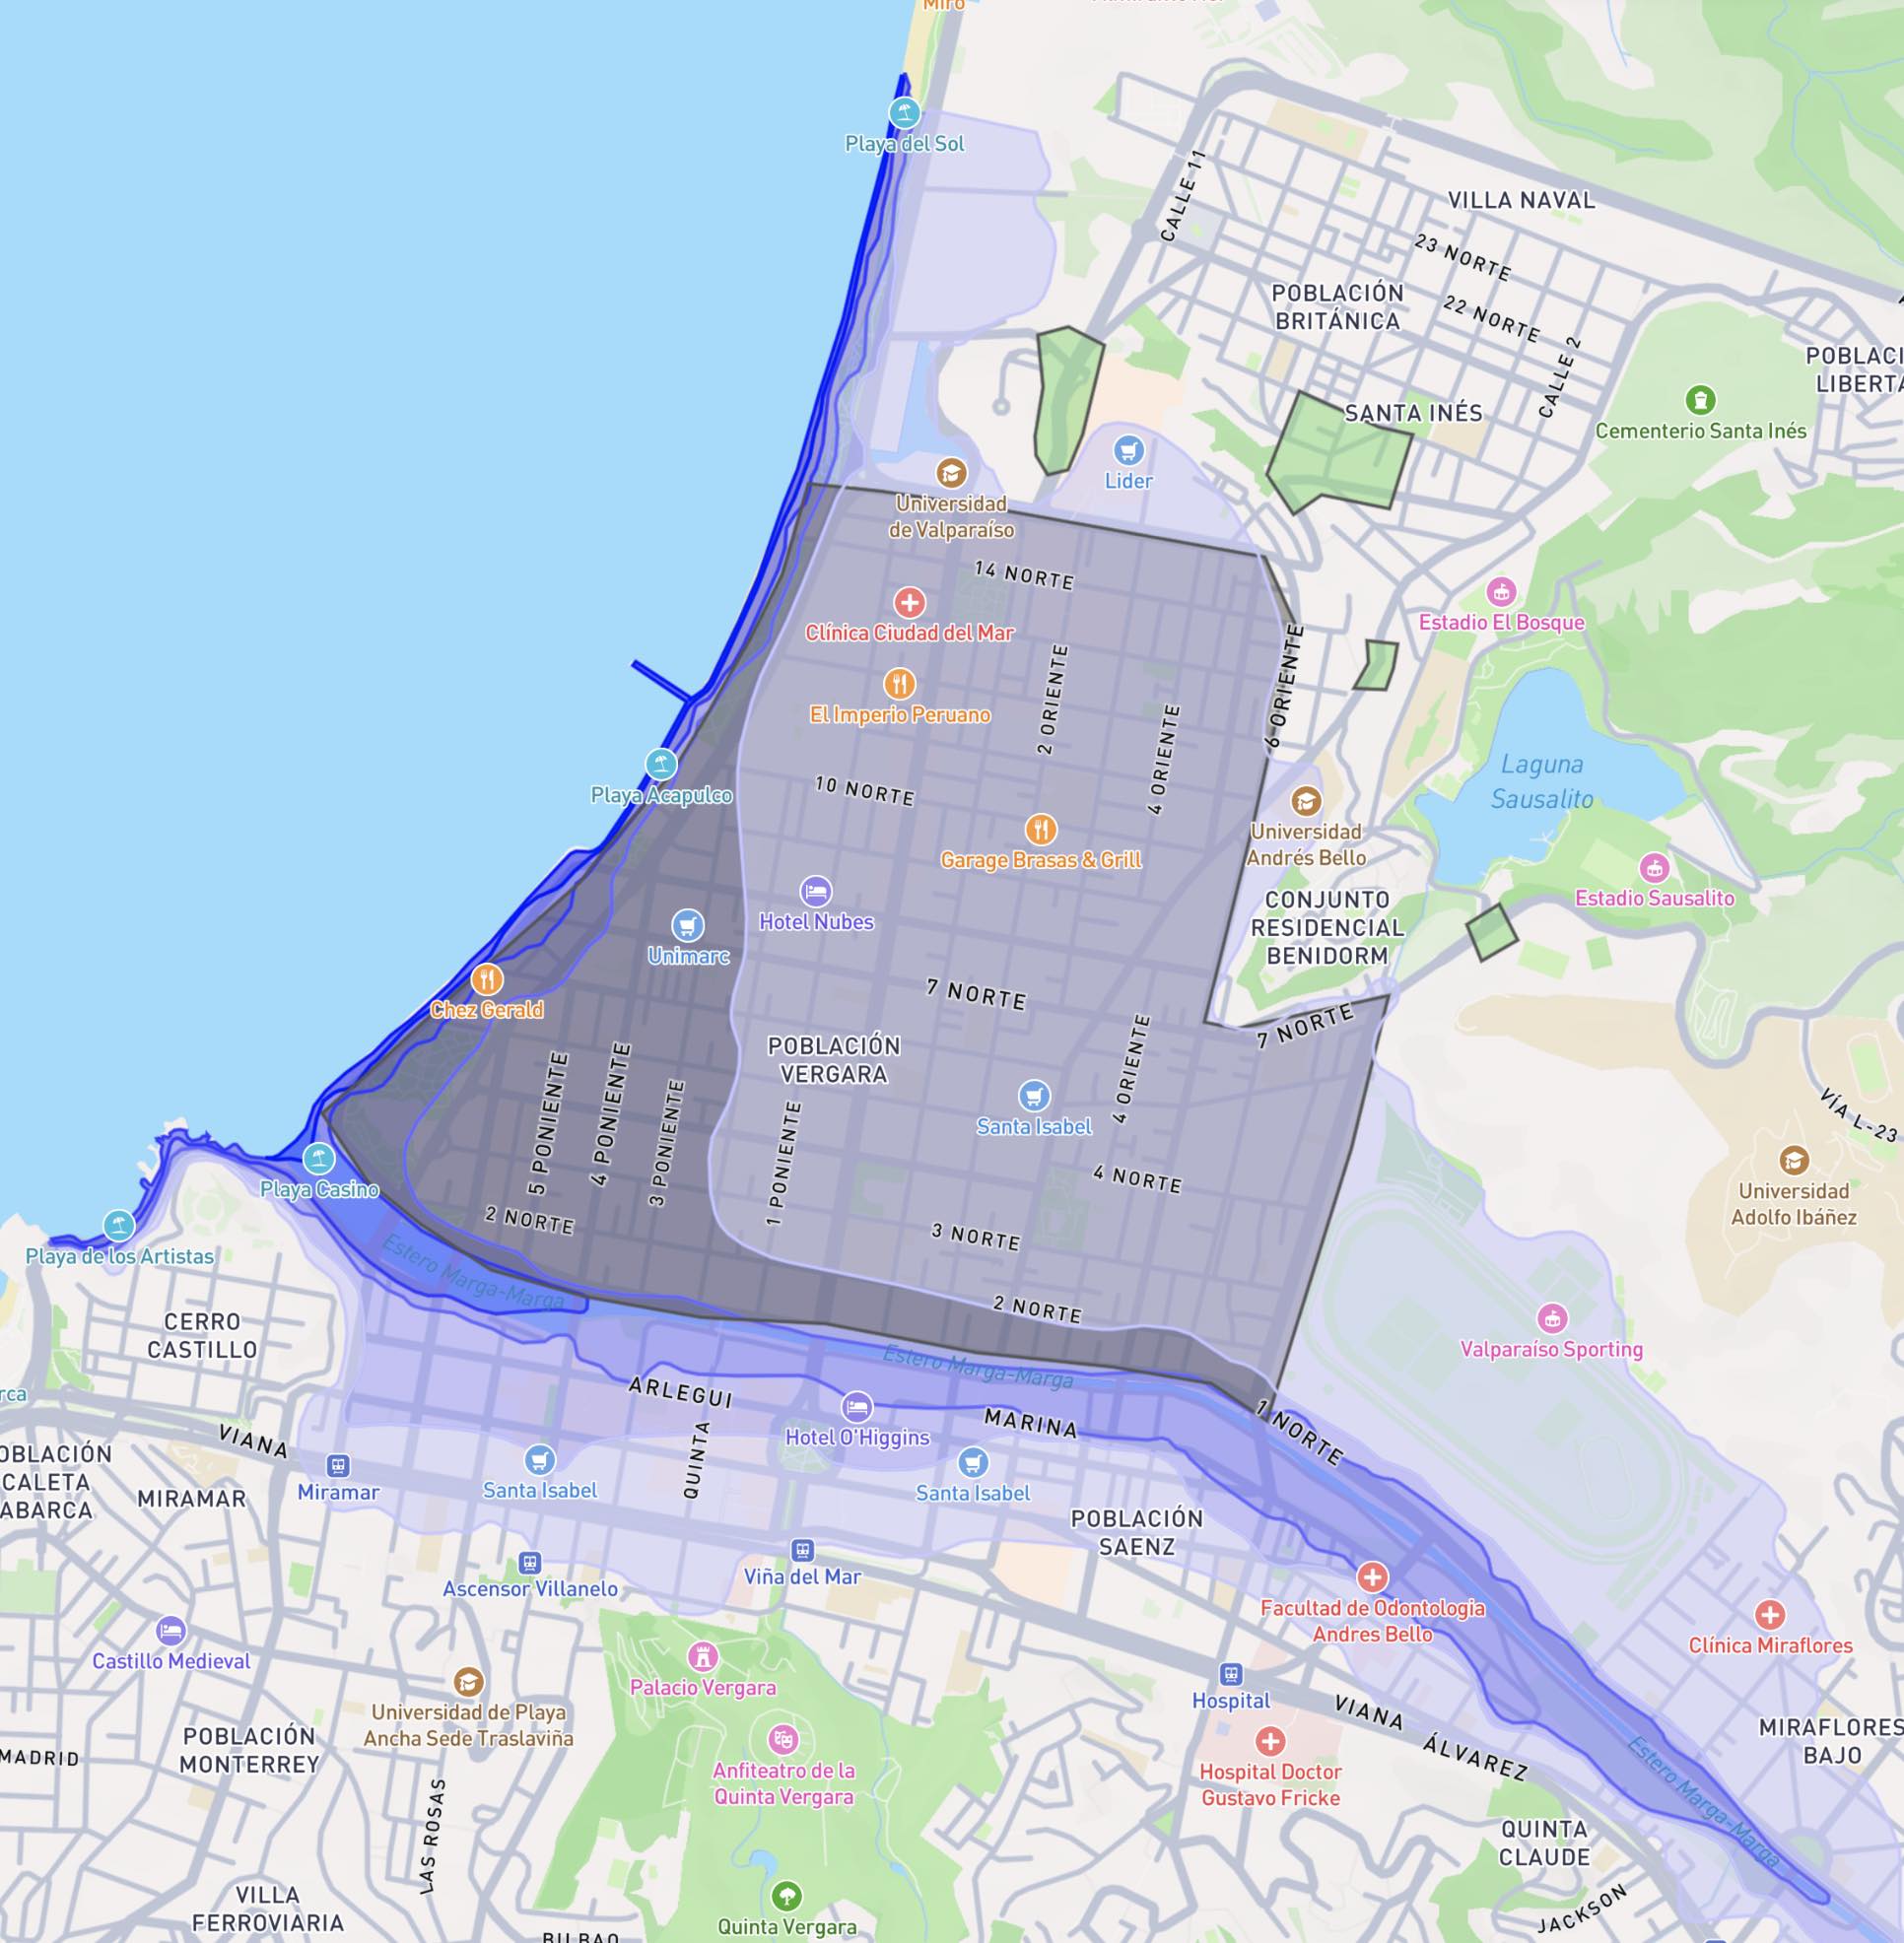 Miró
Playa del Sol
CALLE 11
VILLA NAVAL
23 NORTE
POBLACIÓN
BRITÁNICA
22 NORTE
CALLE 2
POBLACI
LIBERTA
SANTA INÉS
Cementerio Santa Inés
Lider
Universidad
de Valparaíso
14 NORTE
Clínica Ciudad del Mar
Estadio El Bosque
6 ORIENTE
2 ORIENTE
4 ORIENTE
El Imperio Peruano
Laguna
Sausalito
Playa Acapulco
10 NORTE
Universidad
Andrés Bello
Garage Brasas & Grill
Estadio Sausalito
Hotel Nubes
CONJUNTO
RESIDENCIAL
BENIDORM
Unimarc
7 NORTE
Chez Gerald
7 NORTE
POBLACIÓN
VERGARA
4 ORIENTE
5 PONIENTE
4 PONIENTE
3 PONIENTE
1 PONIENTE
Santa Isabel
VÍA L-23
4 NORTE
Playa Casino
Universidad
Adolfo Ibáñez
2 NORTE
3 NORTE
Playa de los Artistas
Estero Marga-Marga
2 NORTE
CERRO
CASTILLO
Valparaíso Sporting
Estero Marga-Marga
rca
ARLEGUI
MARINA
1 NORTE
Hotel O'Higgins
VIANA
QUINTA
OBLACIÓN
CALETA
ABARCA
MIRAMAR
Miramar
Santa Isabel
Santa Isabel
POBLACIÓN
SAENZ
Ascensor Villanelo
Viña del Mar
Facultad de Odontologia
Andres Bello
Clínica Miraflores
Castillo Medieval
Palacio Vergara
Hospital
VIANA
ÁLVAREZ
Universidad de Playa
Ancha Sede Traslaviña
POBLACIÓN
MONTERREY
MADRID
MIRAFLORES
BAJO
Estero Marga-Marga
Anfiteatro de la
Quinta Vergara
Hospital Doctor
Gustavo Fricke
LAS ROSAS
QUINTA
CLAUDE
VILLA
FERROVIARIA
Quinta Vergara
JACKSON
BILBAO